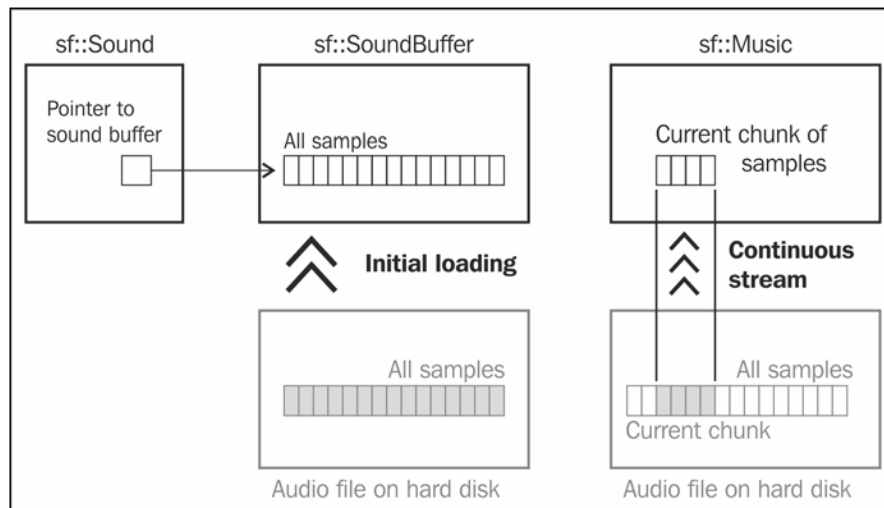 sf::Sound
sf::SoundBuffer
sf::Music
Pointer to
sound buffer
All samples
Current chunk of
samples
Initial loading
Continuous
stream
All samples
All samples
Current chunk
Audio file on hard disk
Audio file on hard disk